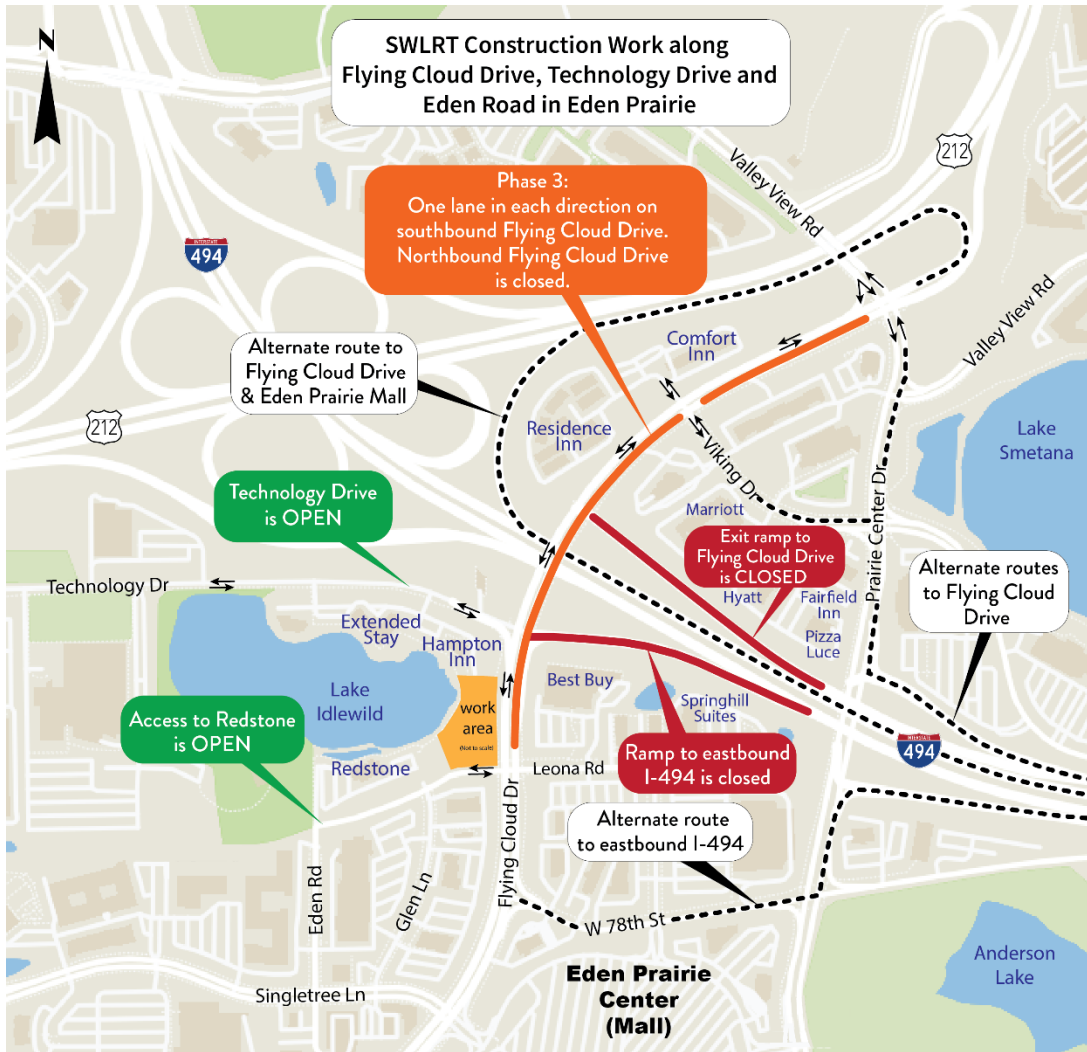 N
SWLRT Construction Work along
Flying Cloud Drive, Technology Drive and
Eden Road in Eden Prairie
212
Valley View Rd
Phase 3:
One lane in each direction on
southbound Flying Cloud Drive.
Northbound Flying Cloud Drive
is closed.
INTERSTATE
494
Valley View Rd
Alternate route to
Flying Cloud Drive
& Eden Prairie Mall
Comfort
Inn
212
Residence
Inn
Lake
Smetana
Viking Dr
Technology Drive
is OPEN
Marriott
Prairie Center Dr
Exit ramp to
Flying Cloud Drive
is CLOSED
Alternate routes
to Flying Cloud
Drive
Technology Dr
Hyatt
Fairfield
Inn
Extended
Stay
Hampton
Inn
Pizza
Luce
Best Buy
Lake
Idlewild
work
area
(Not to scale)
Springhill
Suites
Access to Redstone
is OPEN
INTERSTATE
494
Redstone
Leona Rd
Ramp to eastbound
I-494 is closed
Alternate route
to eastbound I-494
Flying Cloud Dr
Eden Rd
Glen Ln
W 78th St
Anderson
Lake
Eden Prairie
Center
(Mall)
Singletree Ln